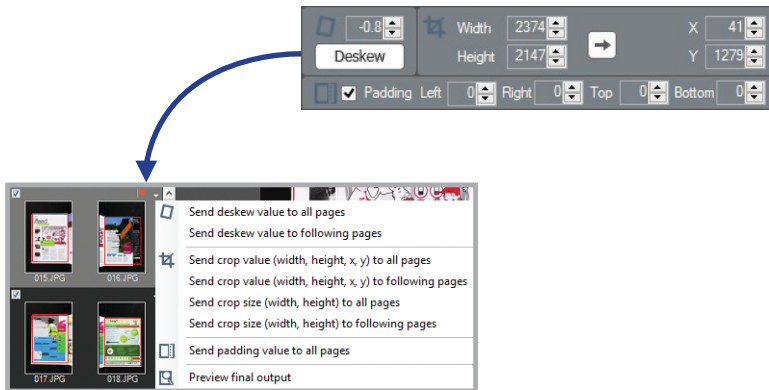 -0.8 Width 2374 X 41
Deskew Height 2147 Y 1279
Padding Left 0 Right 0 Top 0 Bottom 0
015.JPG 016.JPG
017.JPG 018.JPG
Send deskew value to all pages
Send deskew value to following pages
Send crop value (width, height, x, y) to all pages
Send crop value (width, height, x, y) to following pages
Send crop size (width, height) to all pages
Send crop size (width, height) to following pages
Send padding value to all pages
Preview final output